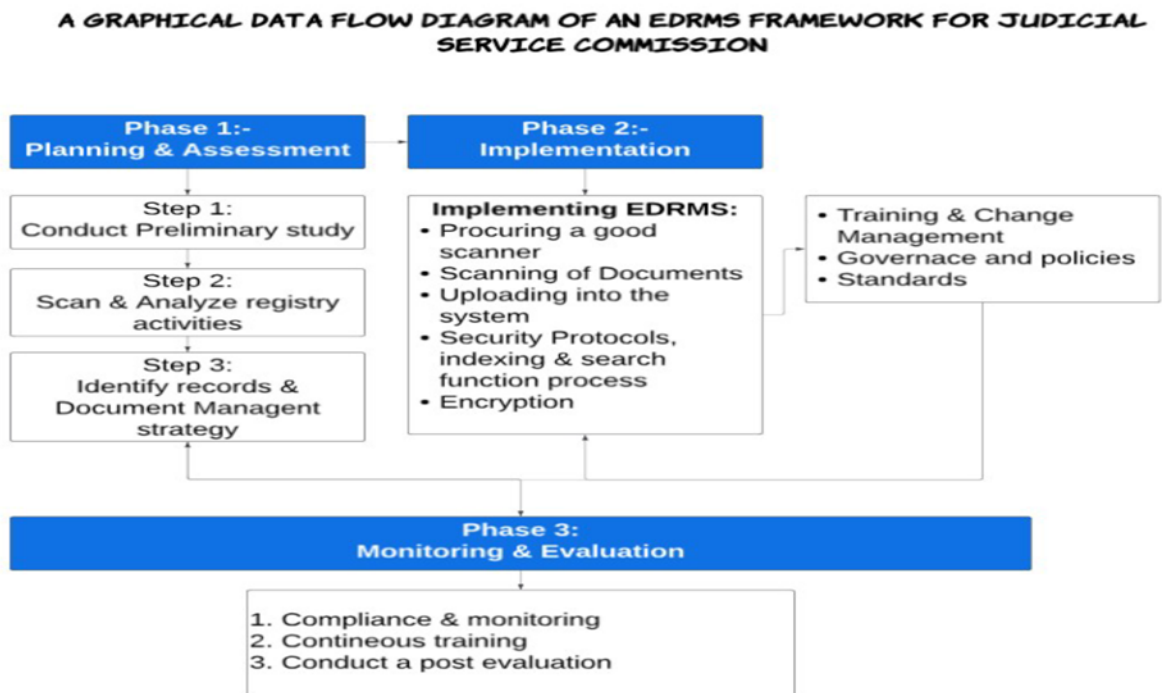 A GRAPHICAL DATA FLOW DIAGRAM OF AN EDRMS FRAMEWORK FOR JUDICIAL
SERVICE COMMISSION
Phase 1:-
Planning & Assessment
Phase 2:-
Implementation
Step 1:
Conduct Preliminary study
Step 2:
Scan & Analyze registry
activities
Step 3:
Identify records &
Document Managent
strategy
Implementing EDRMS:
• Procuring a good
scanner
• Scanning of Documents
• Uploading into the
system
• Security Protocols,
indexing & search
function process
• Encryption
• Training & Change
Management
• Governace and policies
• Standards
Phase 3:
Monitoring & Evaluation
1. Compliance & monitoring
2. Contineous training
3. Conduct a post evaluation